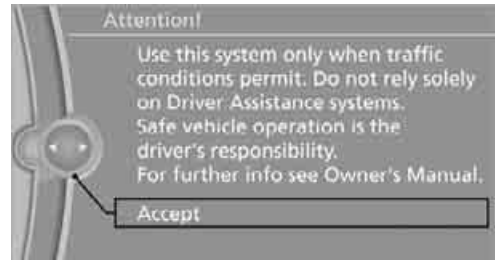 Attention!
Use this system only when traffic
conditions permit. Do not rely solely
on Driver Assistance systems.
Safe vehicle operation is the
driver's responsibility.
For further info see Owner's Manual.
Accept